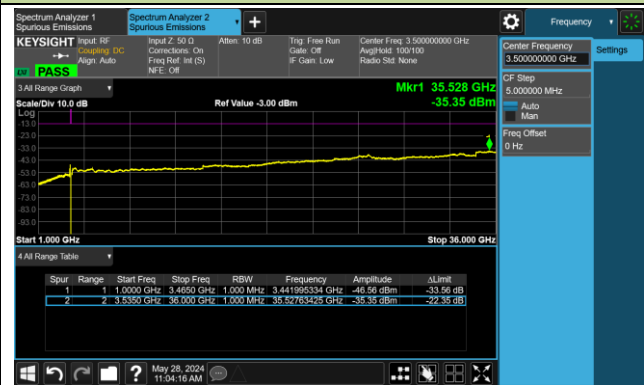 Spectrum Analyzer 1
Spurious Emissions
Spectrum Analyzer 2
Spurious Emissions
Frequency
KEYSIGHT
Input: RF
Coupling: DC
Align: Auto
Input Z: 50 Ω
Corrections: On
Freq Ref: Int (S)
NFE: Off
Atten: 10 dB
Trig: Free Run
Gate: Off
IF Gain: Low
Center Freq: 3.500000000 GHz
Avg|Hold: 100/100
Radio Std: None
PASS
Center Frequency
3.500000000 GHz
Settings
CF Step
5.000000 MHz
Auto
Man
Freq Offset
0 Hz
3 All Range Graph
Mkr1 35.528 GHz
-35.35 dBm
Scale/Div 10.0 dB
Ref Value -3.00 dBm
Log
-13.0
-23.0
-33.0
-43.0
-53.0
-63.0
-73.0
-83.0
-93.0
Start 1.000 GHz
Stop 36.000 GHz
4 All Range Table
Spur Range Start Freq Stop Freq RBW Frequency Amplitude ΔLimit
1 1 1.0000 GHz 3.4650 GHz 1.000 MHz 3.441995334 GHz -46.56 dBm -33.56 dB
2 2 3.5350 GHz 36.000 GHz 1.000 MHz 35.52763425 GHz -35.35 dBm -22.35 dB
May 28, 2024
11:04:16 AM